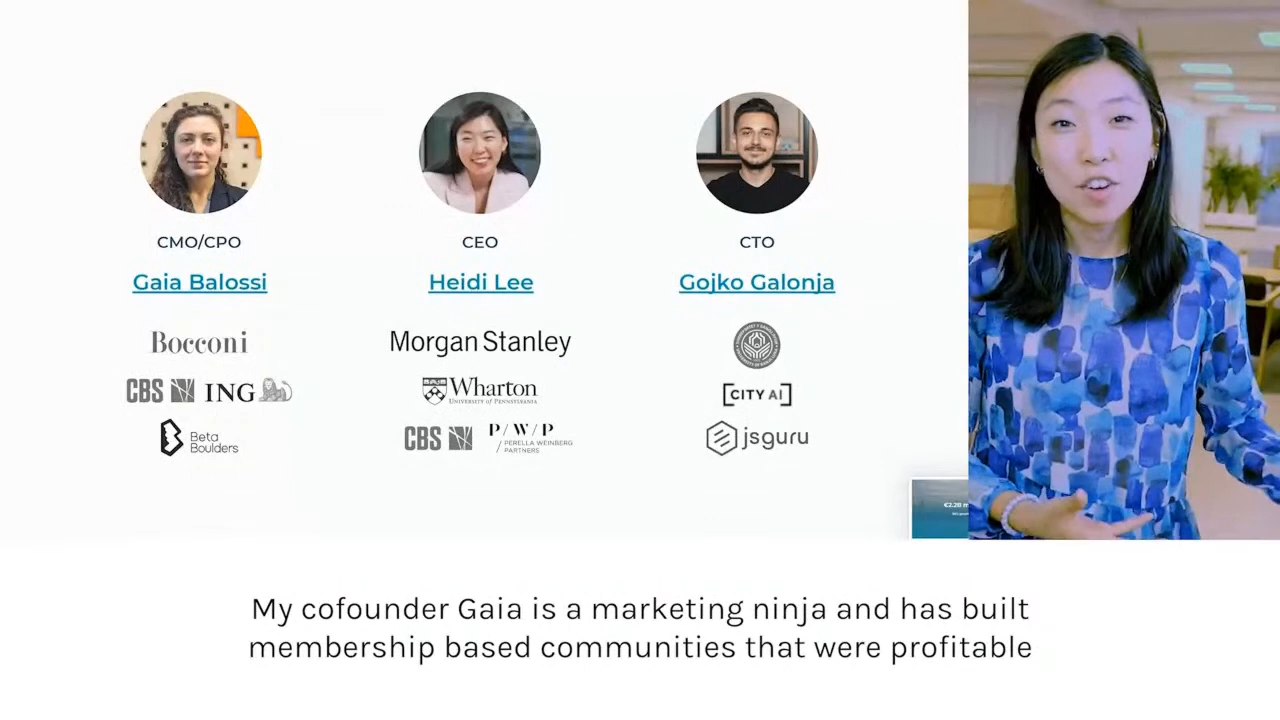 CMO/CPO
Gaia Balossi
Bocconi
CBS ING
Beta
Boulders
CEO
Heidi Lee
Morgan Stanley
Wharton
UNIVERSITY of PENNSYLVANIA
CBS P/W/P
PERELLA WEINBERG
PARTNERS
CTO
Gojko Galonja
[CITY AI]
jsguru
My cofounder Gaia is a marketing ninja and has built
membership based communities that were profitable